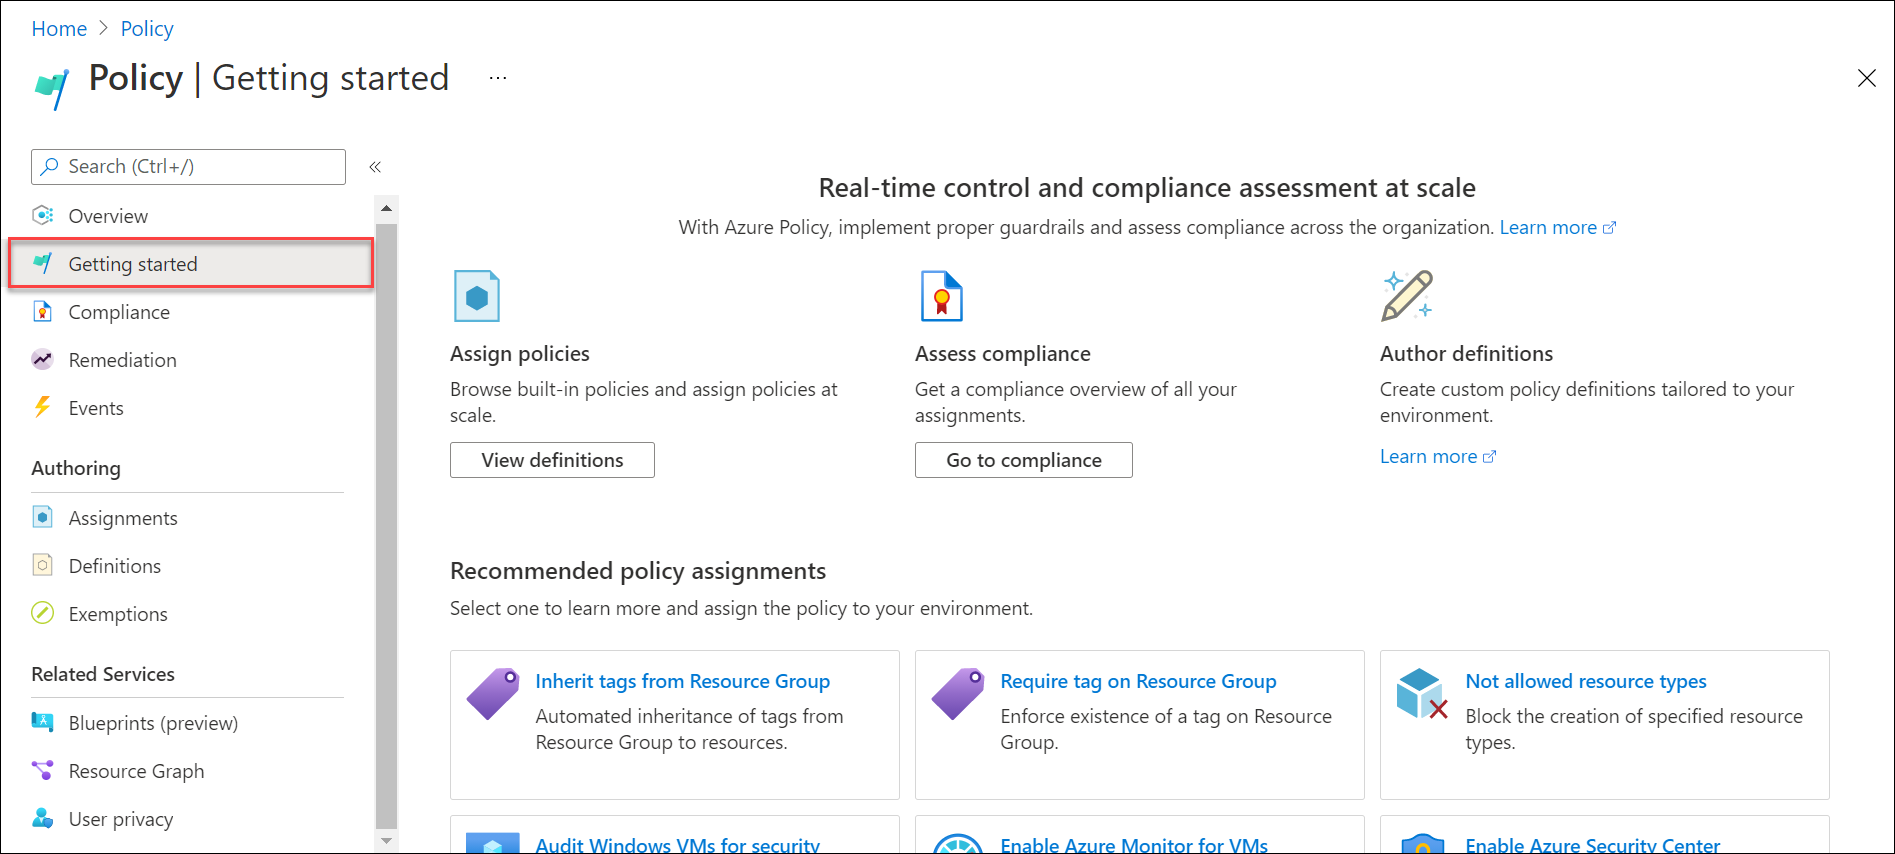 Home > Policy
Policy | Getting started ...
Search (Ctrl+/)
«
Overview
Getting started
Compliance
Remediation
Events
Authoring
Assignments
Definitions
Exemptions
Related Services
Blueprints (preview)
Resource Graph
User privacy
Real-time control and compliance assessment at scale
With Azure Policy, implement proper guardrails and assess compliance across the organization. Learn more
Assign policies
Browse built-in policies and assign policies at
scale.
View definitions
Assess compliance
Get a compliance overview of all your
assignments.
Go to compliance
Author definitions
Create custom policy definitions tailored to your
environment.
Learn more
Recommended policy assignments
Select one to learn more and assign the policy to your environment.
Inherit tags from Resource Group
Automated inheritance of tags from
Resource Group to resources.
Require tag on Resource Group
Enforce existence of a tag on Resource
Group.
Not allowed resource types
Block the creation of specified resource
types.
Audit Windows VMs for security
Enable Azure Monitor for VMs
Enable Azure Security Center